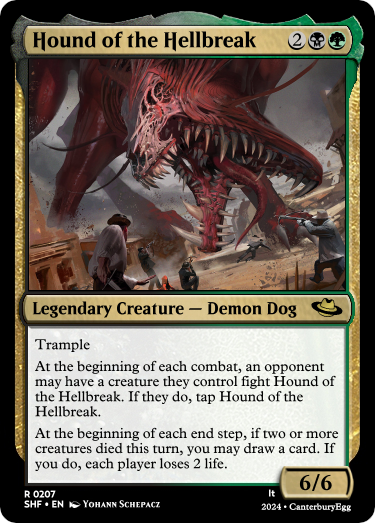 Hound of the Hellbreak 2
Legendary Creature — Demon Dog
Trample
At the beginning of each combat, an opponent
may have a creature they control fight Hound of
the Hellbreak. If they do, tap Hound of the
Hellbreak.
At the beginning of each end step, if two or more
creatures died this turn, you may draw a card. If
you do, each player loses 2 life.
6/6
R 0207 It
SHF • EN Yohann Schepacz 2024 • CanterburyEgg